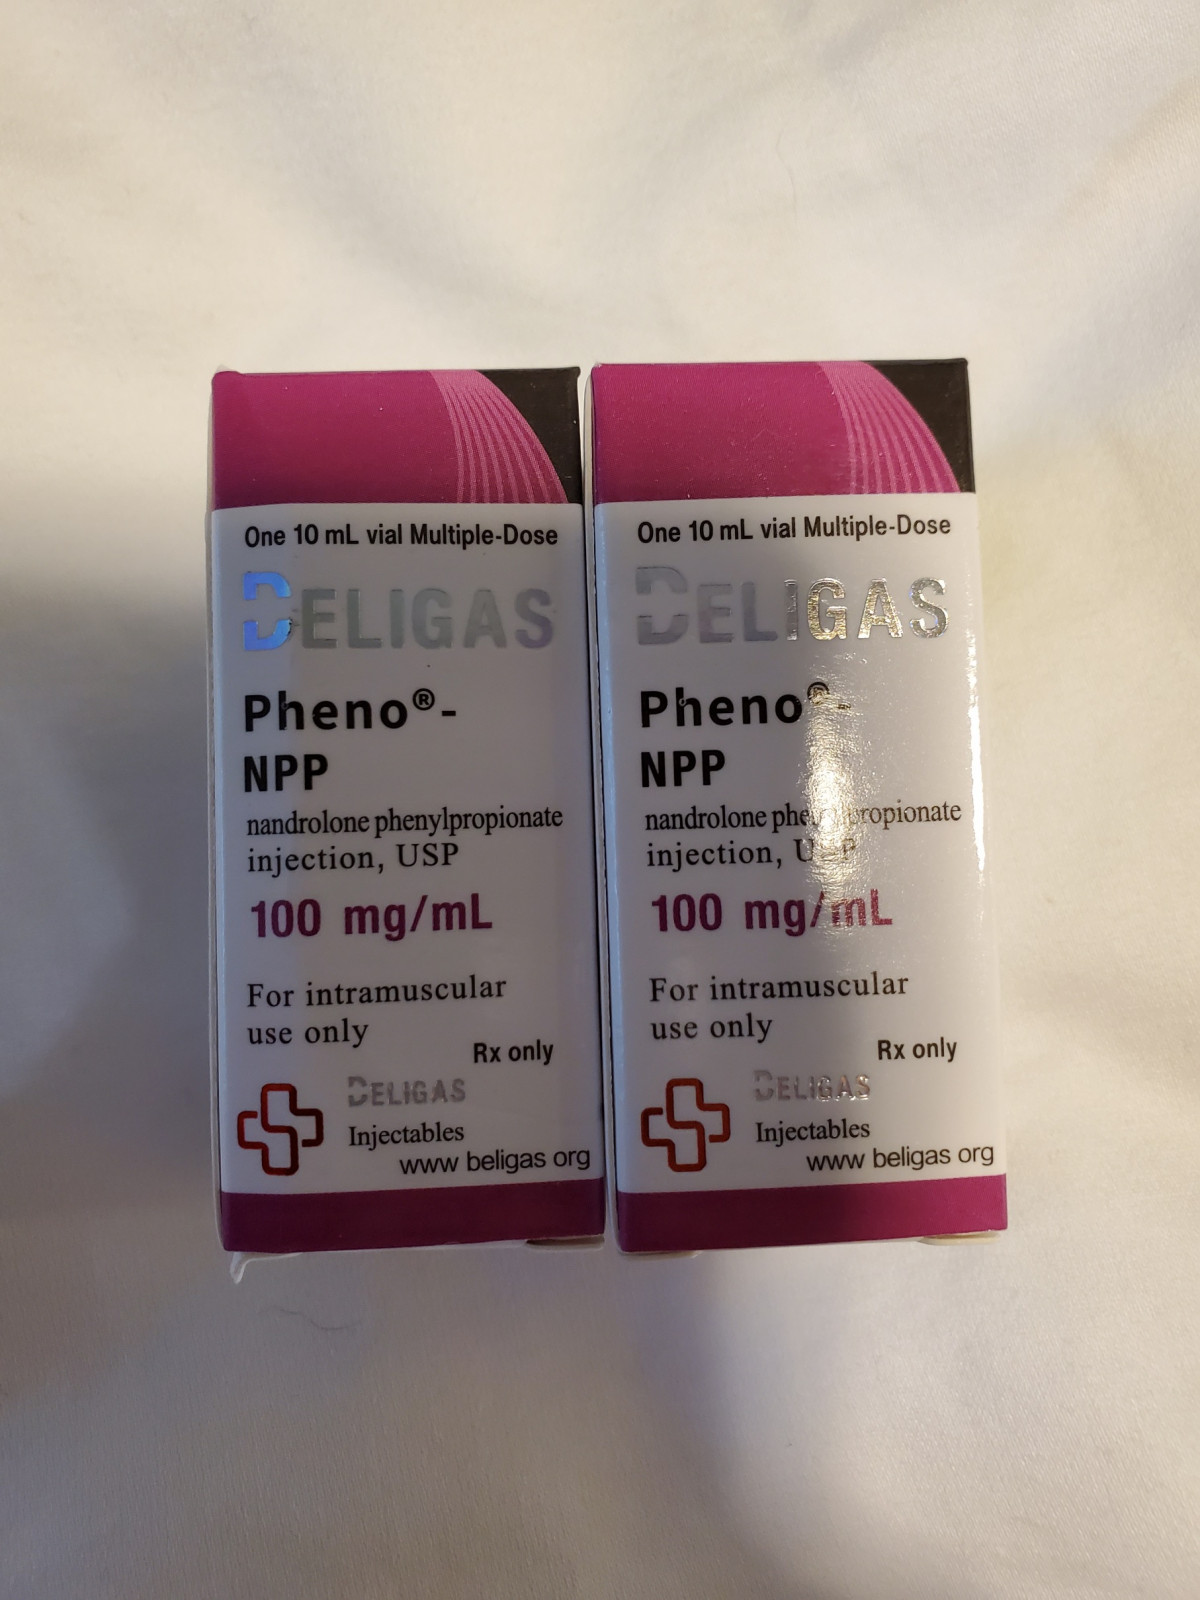 One 10 mL vial Multiple-Dose
BELIGAS
Pheno®-
NPP
nandrolone phenylpropionate
injection, USP
100 mg/mL
For intramuscular
use only
Rx only
BELIGAS
Injectables
www beligas org
One 10 mL vial Multiple-Dose
BELIGAS
Pheno®-
NPP
nandrolone phenylpropionate
injection, USP
100 mg/mL
For intramuscular
use only
Rx only
BELIGAS
Injectables
www beligas org